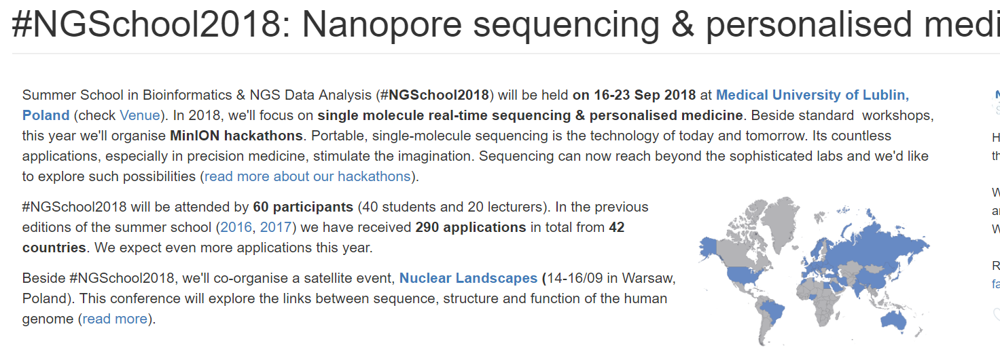 #NGSchool2018: Nanopore sequencing & personalised medi
Summer School in Bioinformatics & NGS Data Analysis (#NGSchool2018) will be held on 16-23 Sep 2018 at Medical University of Lublin,
Poland (check Venue). In 2018, we'll focus on single molecule real-time sequencing & personalised medicine. Beside standard  workshops,
this year we'll organise MinION hackathons. Portable, single-molecule sequencing is the technology of today and tomorrow. Its countless
applications, especially in precision medicine, stimulate the imagination. Sequencing can now reach beyond the sophisticated labs and we'd like
to explore such possibilities (read more about our hackathons).
#NGSchool2018 will be attended by 60 participants (40 students and 20 lecturers). In the previous
editions of the summer school (2016, 2017) we have received 290 applications in total from 42
countries. We expect even more applications this year.
Beside #NGSchool2018, we'll co-organise a satellite event, Nuclear Landscapes (14-16/09 in Warsaw,
Poland). This conference will explore the links between sequence, structure and function of the human
genome (read more).